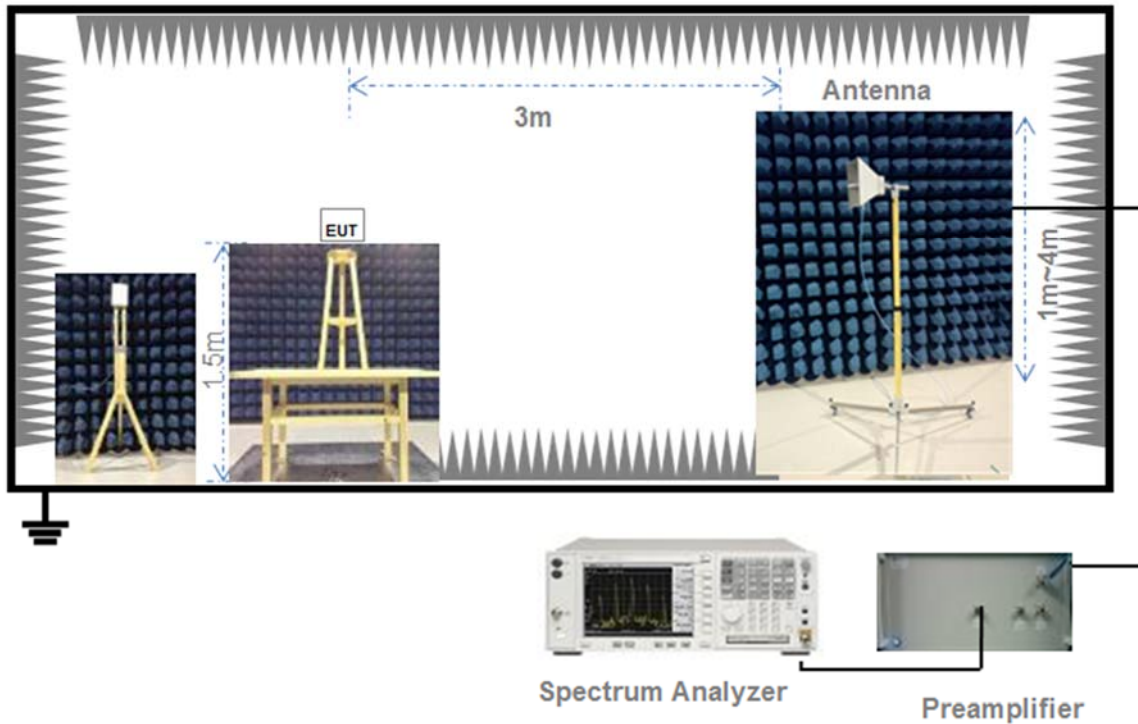 Antenna
3m
EUT
1.5m
1m~4m
Spectrum Analyzer
Preamplifier